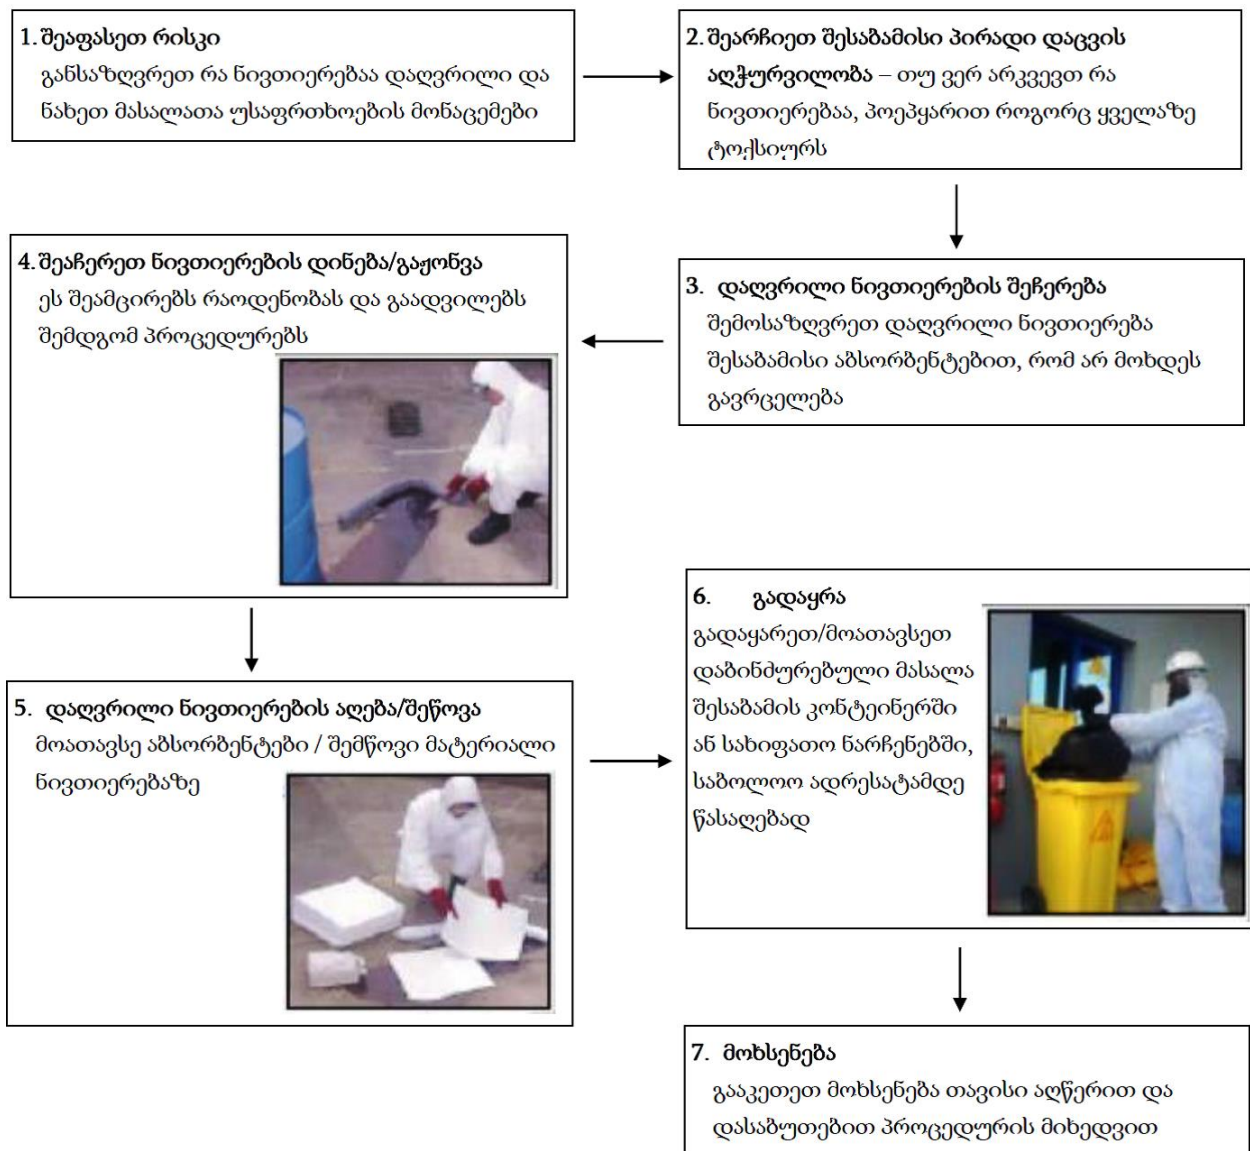 1. შეაფასეთ რისკი
განსაზღვრეთ რა ნივთიერებაა დაღვრილი და
ნახეთ მასალათა უსაფრთხოების მონაცემები
2. შეარჩიეთ შესაბამისი პირადი დაცვის
აღჭურვილობა – თუ ვერ არკვევთ რა
ნივთიერებაა, პოეპყარით როგორც ყველაზე
ტოქსიურს
3. დაღვრილი ნივთიერების შეჩერება
შემოსაზღვრეთ დაღვრილი ნივთიერება
შესაბამისი აბსორბენტებით, რომ არ მოხდეს
გავრცელება
4. შეაჩერეთ ნივთიერების დინება/გაჟონვა
ეს შეამცირებს რაოდენობას და გაადვილებს
შემდგომ პროცედურებს
5. დაღვრილი ნივთიერების აღება/შეწოვა
მოათავსე აბსორბენტები / შემწოვი მატერიალი
ნივთიერებაზე
6. გადაყრა
გადაყარეთ/მოათავსეთ
დაბინძურებული მასალა
შესაბამის კონტეინერში
ან სახიფათო ნარჩენებში,
საბოლოო ადრესატამდე
წასაღებად
7. მოხსენება
გააკეთეთ მოხსენება თავისი აღწერით და
დასაბუთებით პროცედურის მიხედვით